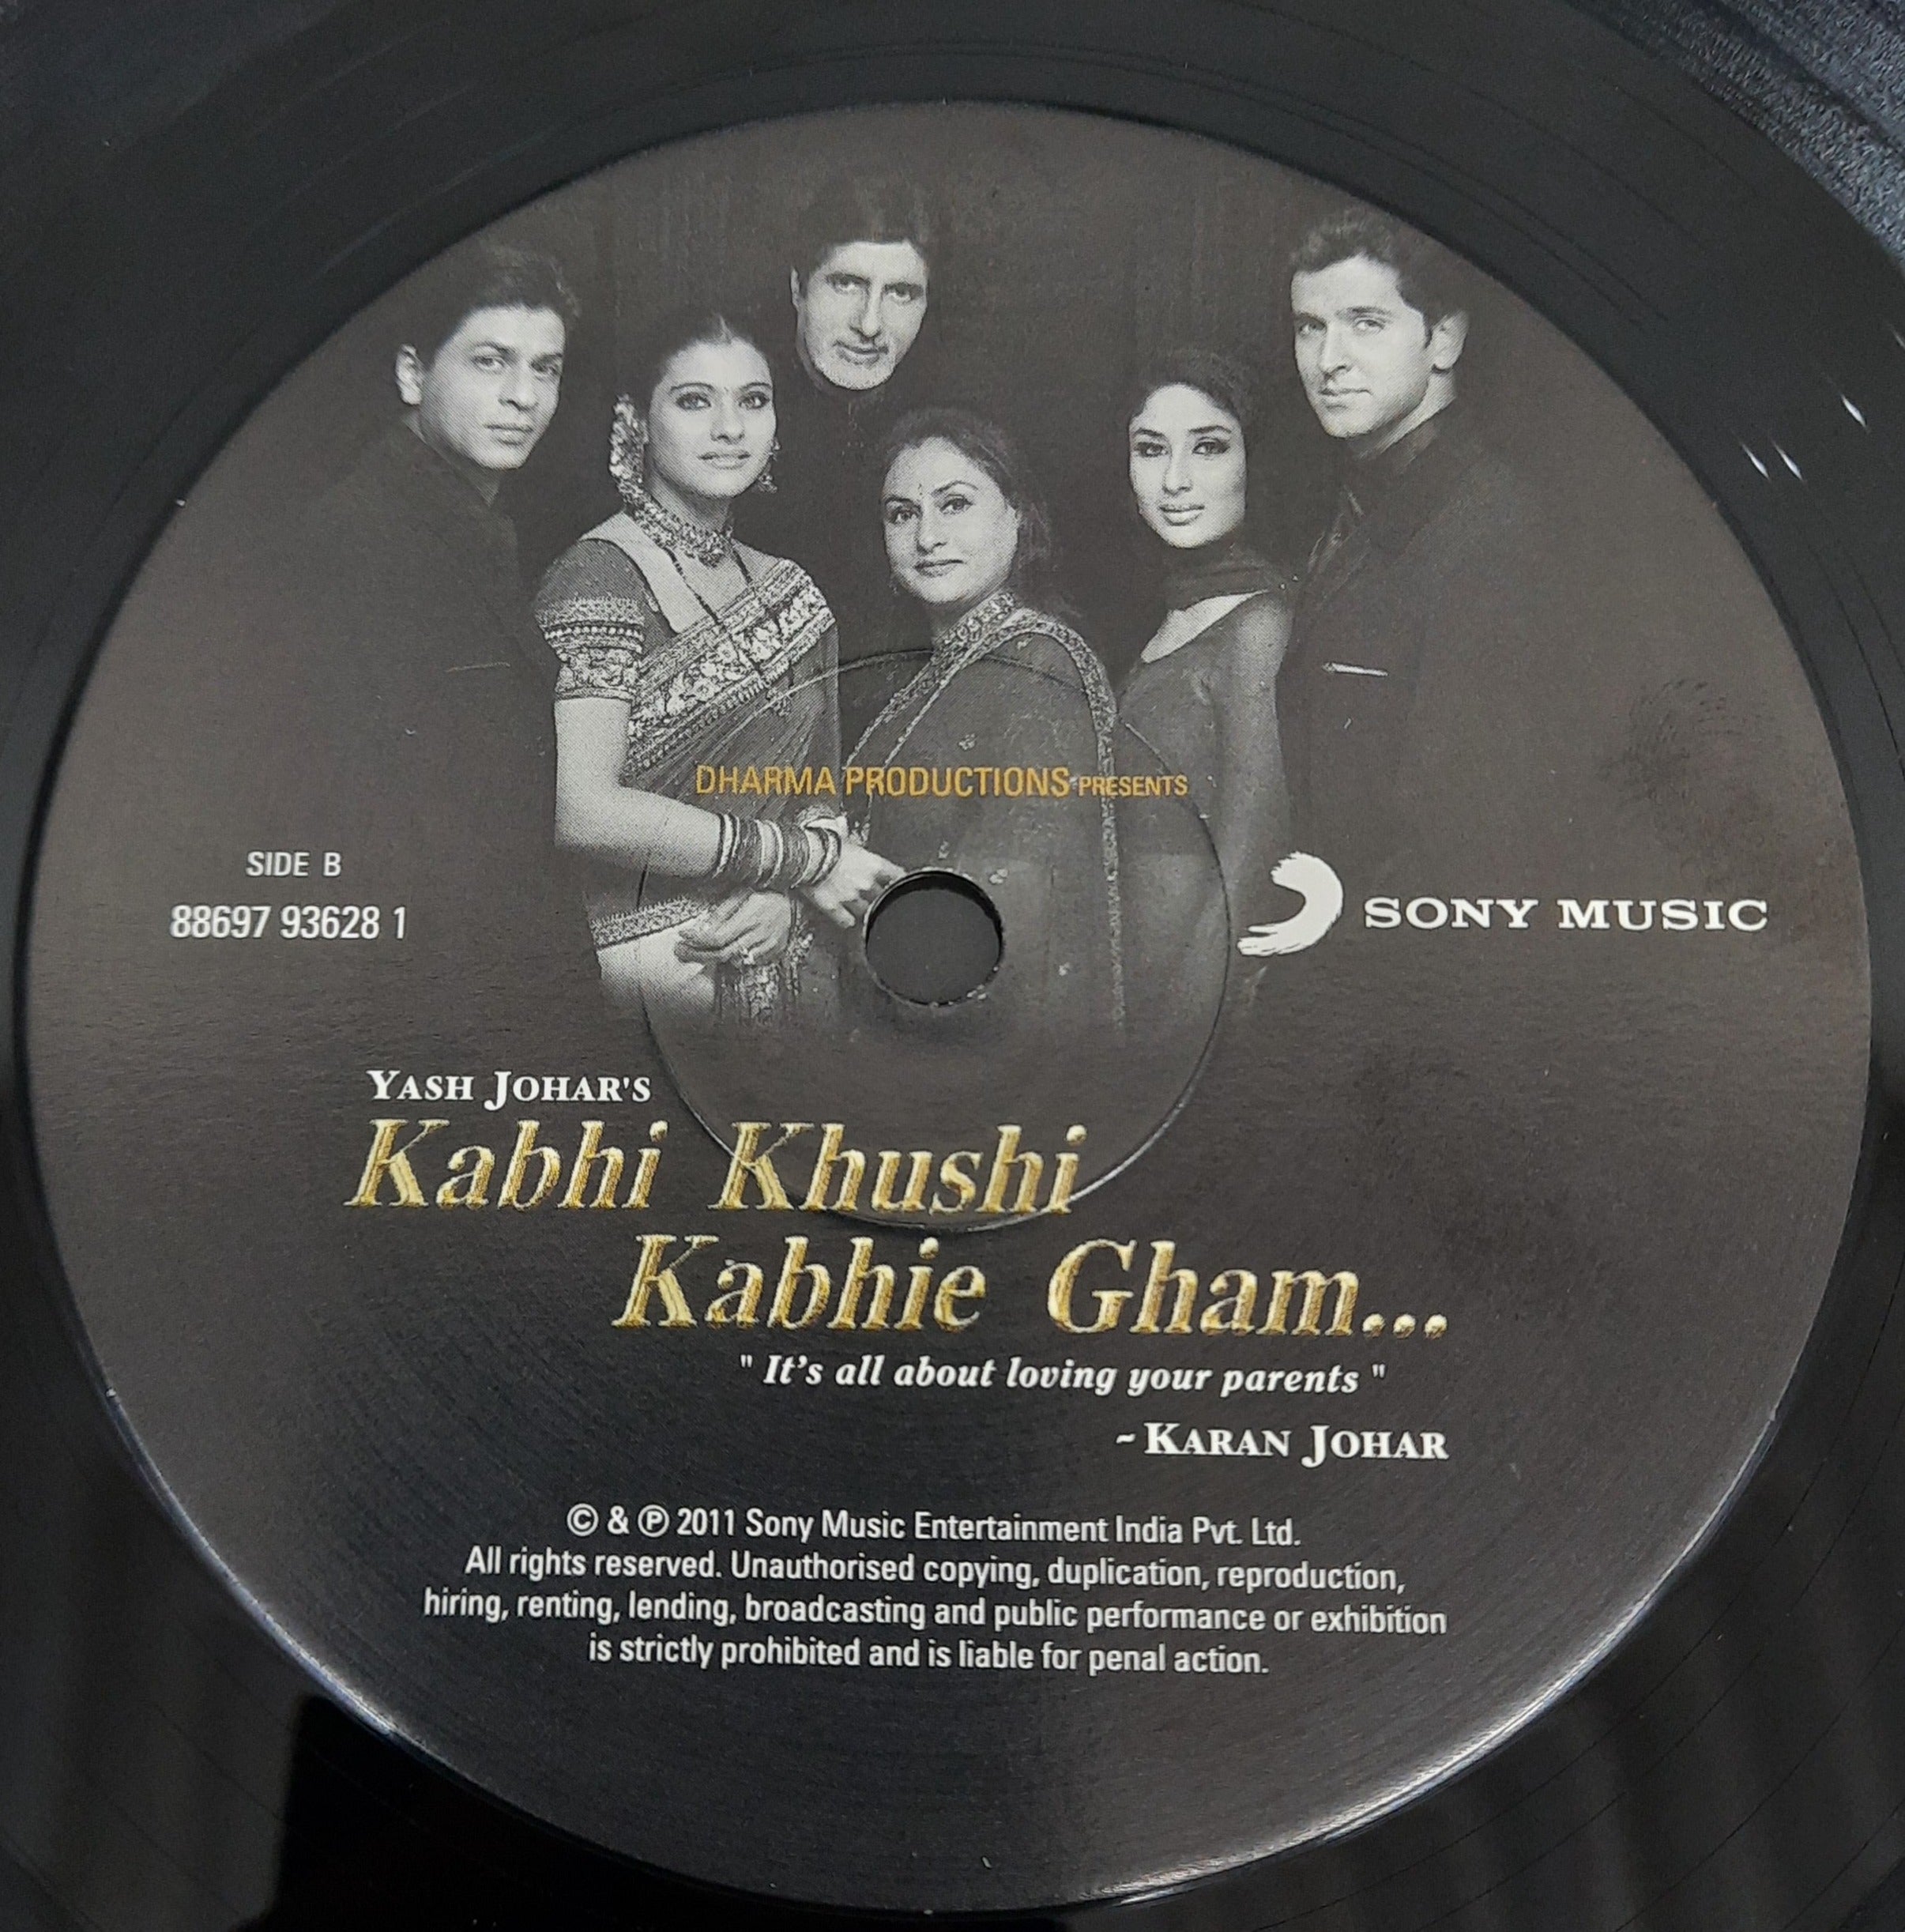 DHARMA PRODUCTIONS PRESENTS
SIDE B
88697 93628 1
SONY MUSIC
YASH JOHAR'S
Kabhi Khushi
Kabhie Gham...
" It's all about loving your parents "
~ KARAN JOHAR
© & ℗ 2011 Sony Music Entertainment India Pvt. Ltd.
All rights reserved. Unauthorised copying, duplication, reproduction,
hiring, renting, lending, broadcasting and public performance or exhibition
is strictly prohibited and is liable for penal action.